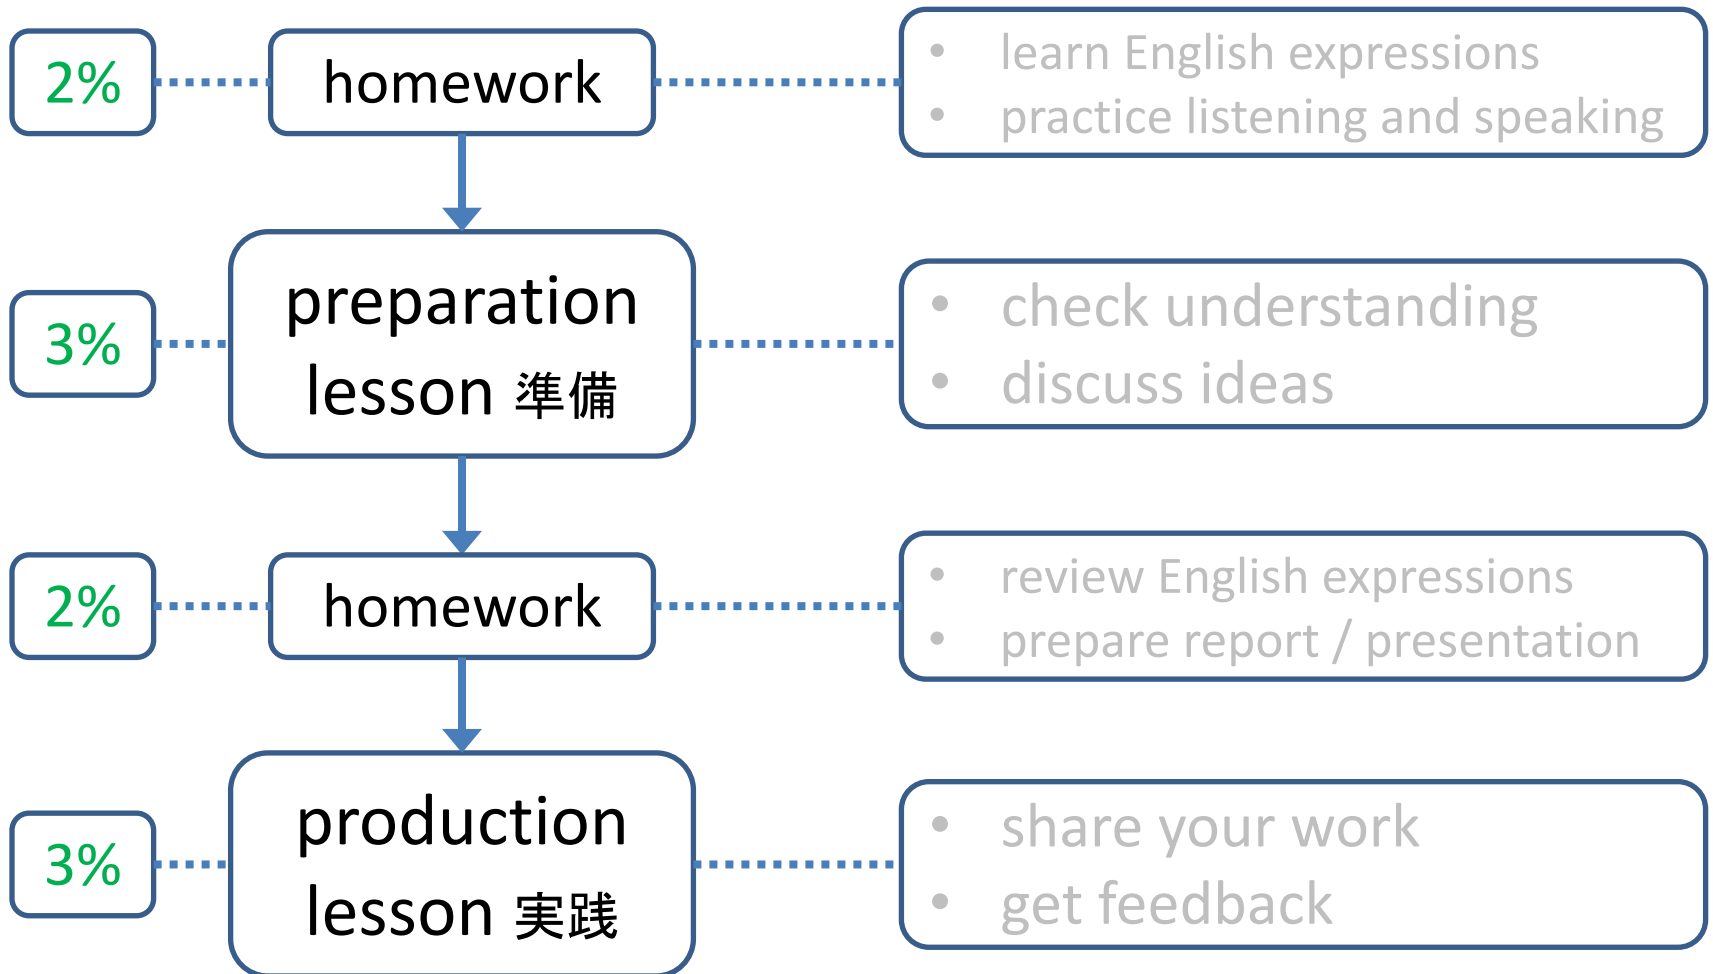 2%
homework
• learn English expressions
• practice listening and speaking
3%
preparation
lesson 準備
• check understanding
• discuss ideas
2%
homework
• review English expressions
• prepare report / presentation
3%
production
lesson 実践
• share your work
• get feedback